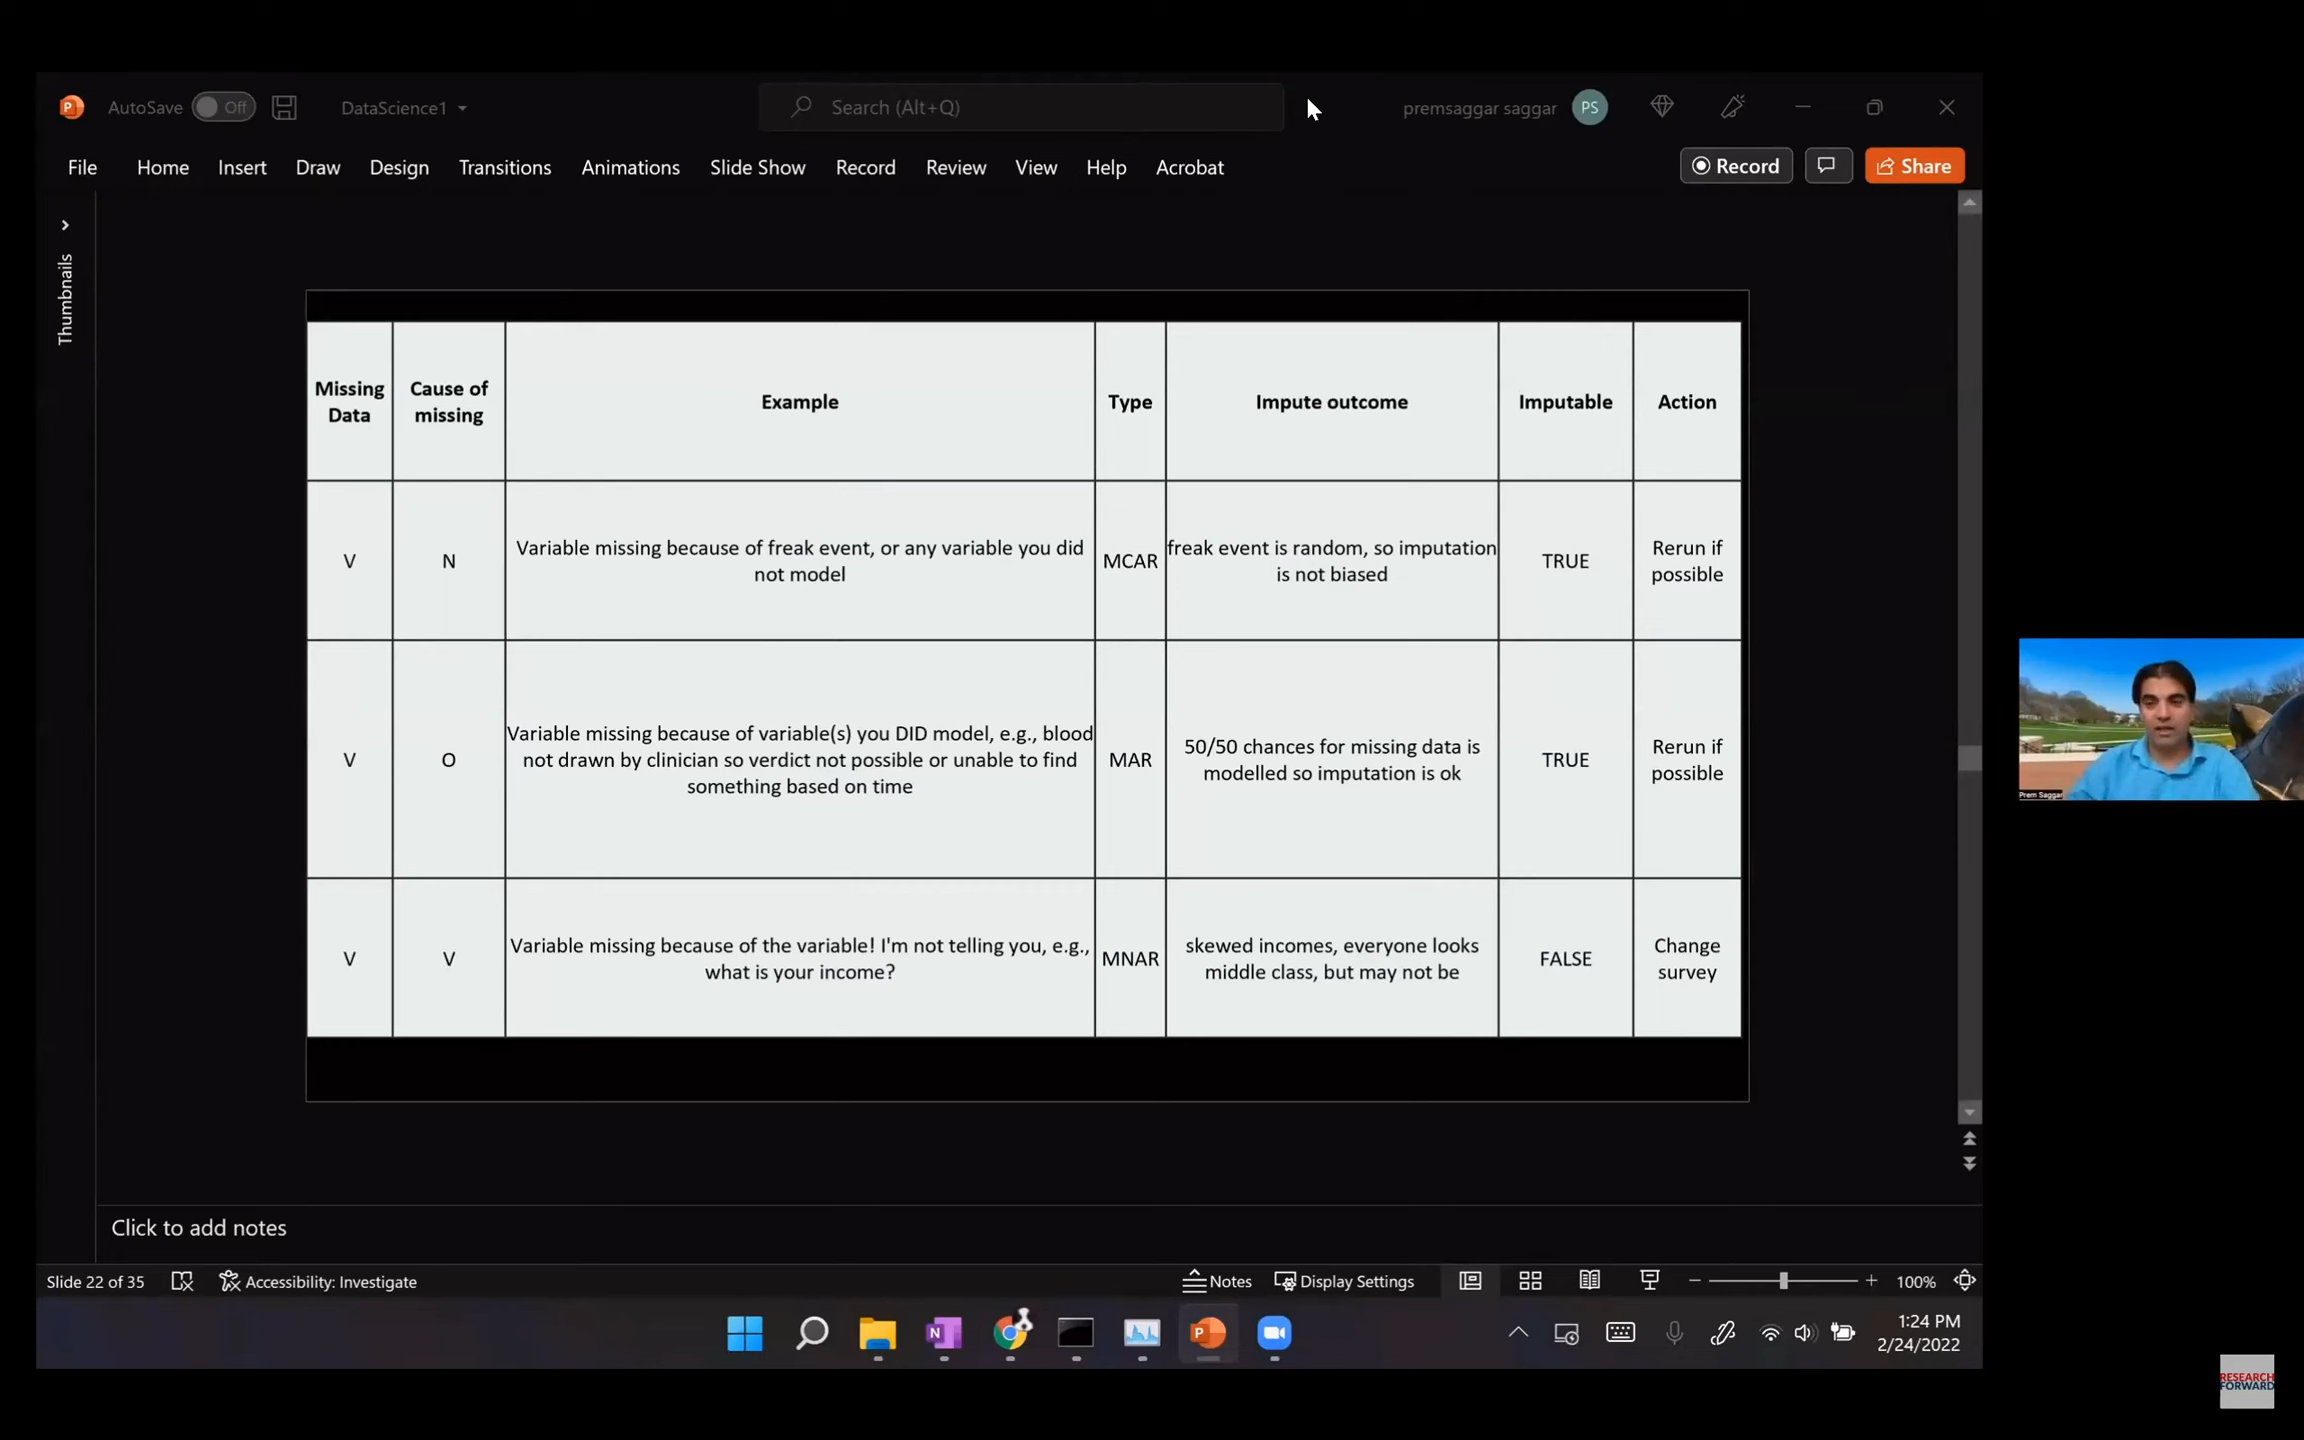 AutoSave Off DataScience1 Search (Alt+Q) premsaggar saggar PS
File Home Insert Draw Design Transitions Animations Slide Show Record Review View Help Acrobat Record Share
Thumbnails
Missing
Data
Cause of
missing
Example
Type
Impute outcome
Imputable
Action
V
N
Variable missing because of freak event, or any variable you did
not model
MCAR
freak event is random, so imputation
is not biased
TRUE
Rerun if
possible
V
O
Variable missing because of variable(s) you DID model, e.g., blood
not drawn by clinician so verdict not possible or unable to find
something based on time
MAR
50/50 chances for missing data is
modelled so imputation is ok
TRUE
Rerun if
possible
V
V
Variable missing because of the variable! I'm not telling you, e.g.,
what is your income?
MNAR
skewed incomes, everyone looks
middle class, but may not be
FALSE
Change
survey
Prem Saggar
Click to add notes
Slide 22 of 35 Accessibility: Investigate Notes Display Settings 100%
1:24 PM
2/24/2022
RESEARCH
FORWARD